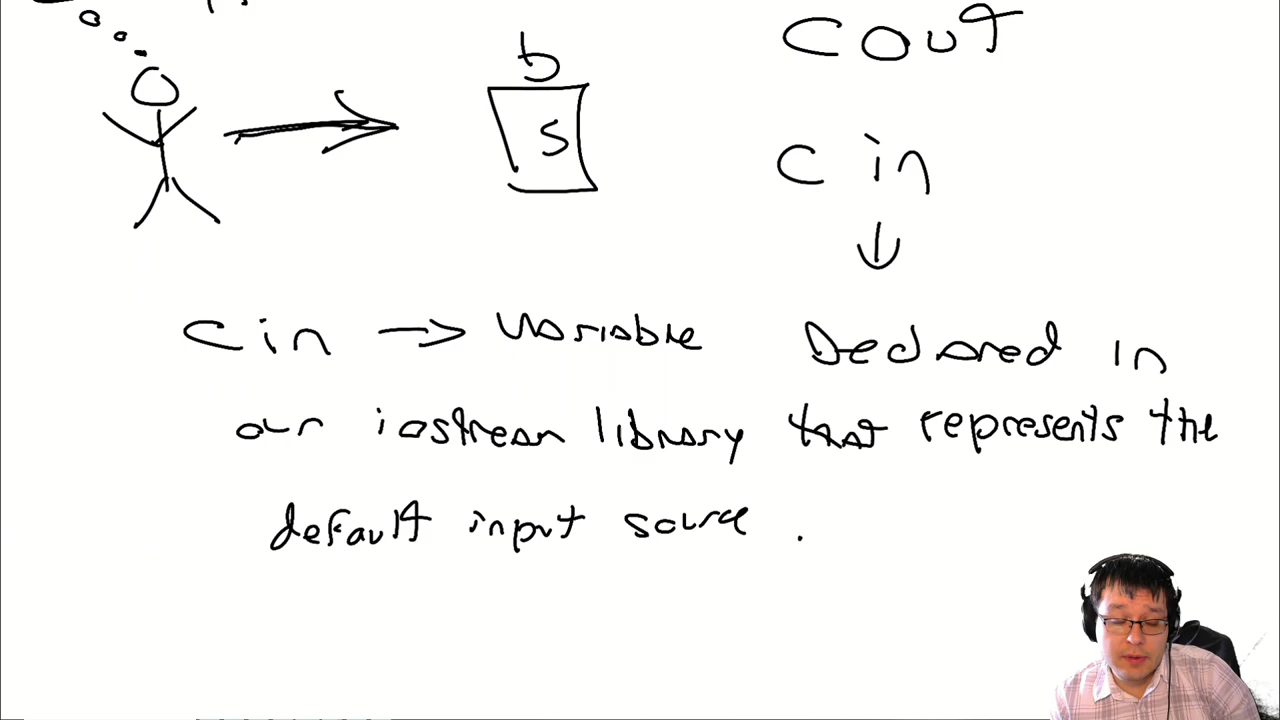 b
S
cout
cin
cin → variable Declared in
our iostream library that represents the
default input source .